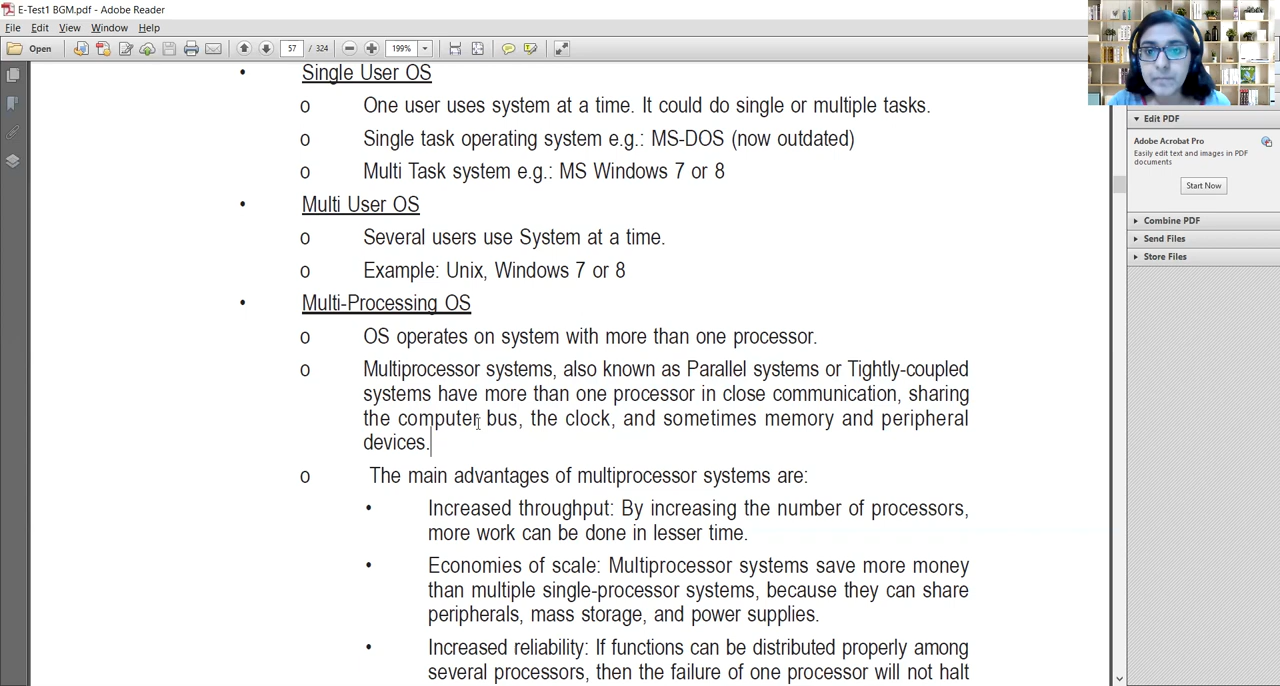 E-Test1 BGM.pdf - Adobe Reader
File Edit View Window Help
Open 57 / 324 199%
• Single User OS
o One user uses system at a time. It could do single or multiple tasks.
o Single task operating system e.g.: MS-DOS (now outdated)
o Multi Task system e.g.: MS Windows 7 or 8
• Multi User OS
o Several users use System at a time.
o Example: Unix, Windows 7 or 8
• Multi-Processing OS
o OS operates on system with more than one processor.
o Multiprocessor systems, also known as Parallel systems or Tightly-coupled
systems have more than one processor in close communication, sharing
the computer bus, the clock, and sometimes memory and peripheral
devices.
o The main advantages of multiprocessor systems are:
• Increased throughput: By increasing the number of processors,
more work can be done in lesser time.
• Economies of scale: Multiprocessor systems save more money
than multiple single-processor systems, because they can share
peripherals, mass storage, and power supplies.
• Increased reliability: If functions can be distributed properly among
several processors, then the failure of one processor will not halt
Edit PDF
Adobe Acrobat Pro
Easily edit text and images in PDF
documents
Start Now
Combine PDF
Send Files
Store Files